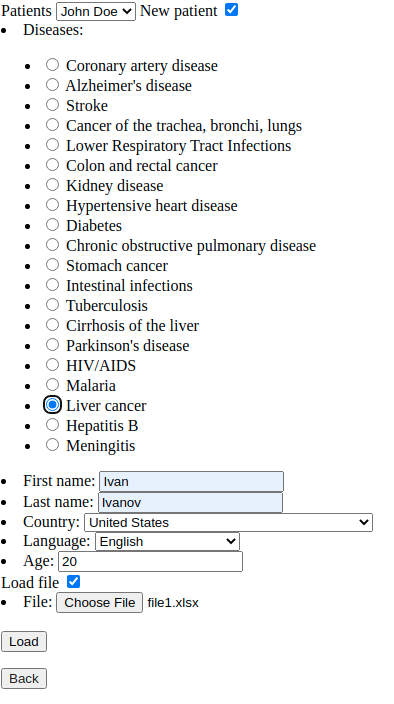 Patients John Doe New patient
Diseases:
Coronary artery disease
Alzheimer's disease
Stroke
Cancer of the trachea, bronchi, lungs
Lower Respiratory Tract Infections
Colon and rectal cancer
Kidney disease
Hypertensive heart disease
Diabetes
Chronic obstructive pulmonary disease
Stomach cancer
Intestinal infections
Tuberculosis
Cirrhosis of the liver
Parkinson's disease
HIV/AIDS
Malaria
Liver cancer
Hepatitis B
Meningitis
First name: Ivan
Last name: Ivanov
Country: United States
Language: English
Age: 20
Load file
File: Choose File file1.xlsx
Load
Back